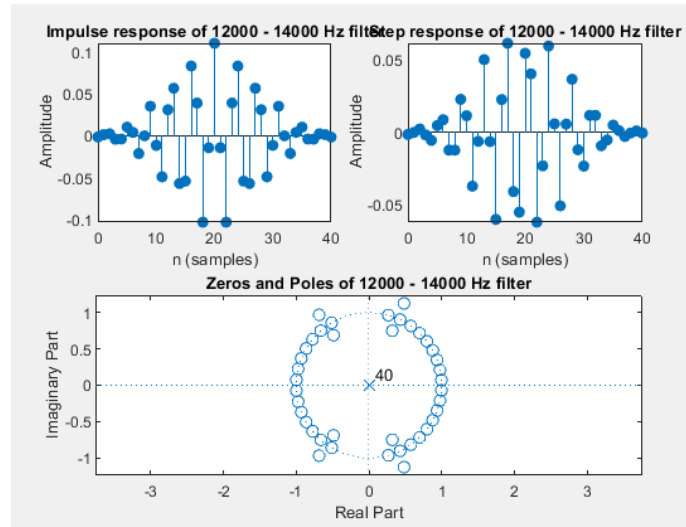 Impulse response of 12000 - 14000 Hz filter
Step response of 12000 - 14000 Hz filter
0.1
0.05
0
-0.05
-0.1
Amplitude
0 10 20 30 40
n (samples)
0.05
0
-0.05
Amplitude
0 10 20 30 40
n (samples)
Zeros and Poles of 12000 - 14000 Hz filter
1
0.5
0
-0.5
-1
Imaginary Part
40
-3 -2 -1 0 1 2 3
Real Part